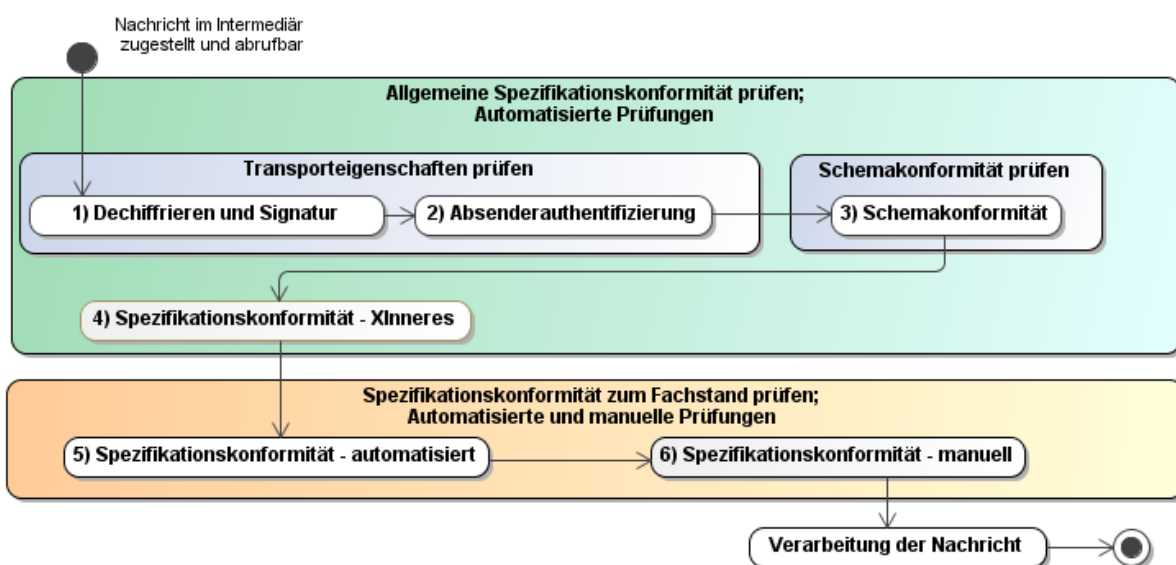 Nachricht im Intermediär
zugestellt und abrufbar
Allgemeine Spezifikationskonformität prüfen;
Automatisierte Prüfungen
Transporteigenschaften prüfen
Schemakonformität prüfen
1) Dechiffrieren und Signatur
2) Absenderauthentifizierung
3) Schemakonformität
4) Spezifikationskonformität - XInneres
Spezifikationskonformität zum Fachstand prüfen;
Automatisierte und manuelle Prüfungen
5) Spezifikationskonformität - automatisiert
6) Spezifikationskonformität - manuell
Verarbeitung der Nachricht